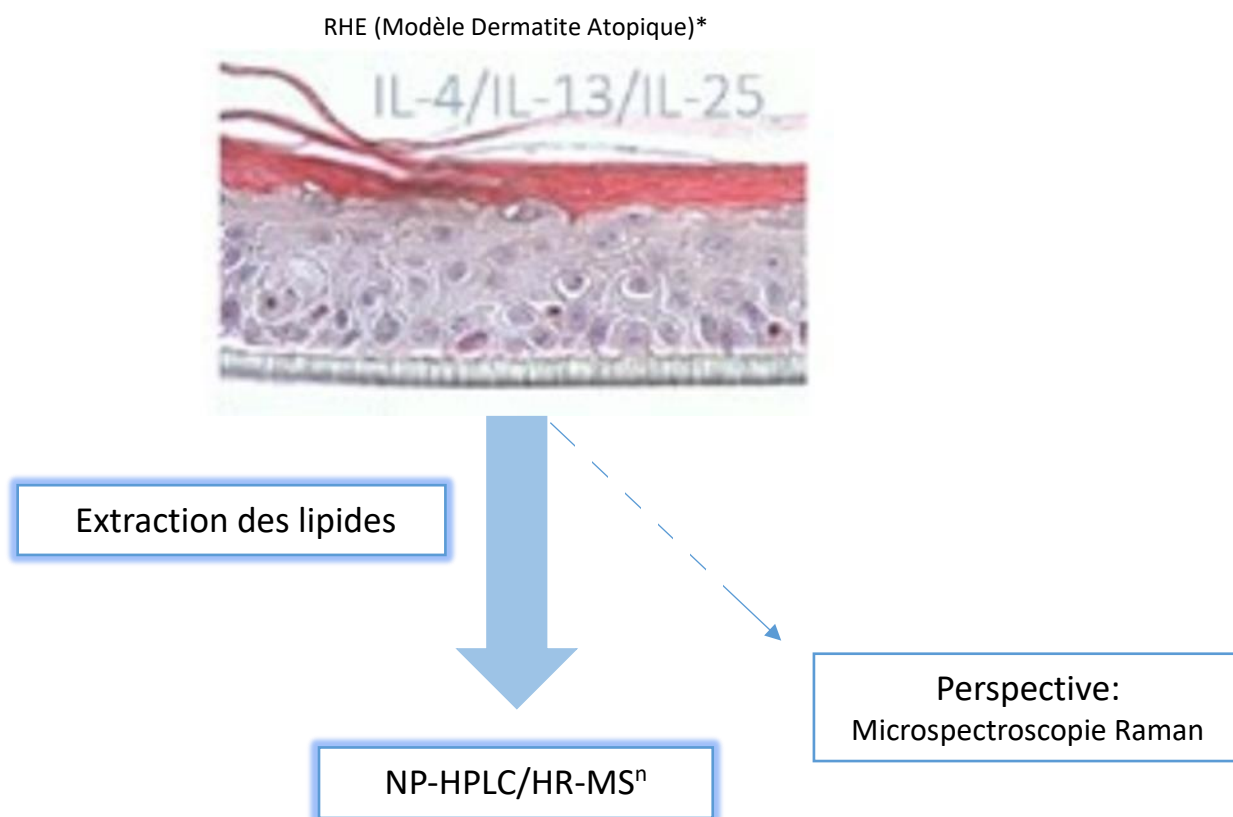 RHE (Modèle Dermatite Atopique)*
IL-4/IL-13/IL-25
Extraction des lipides
Perspective:
Microspectroscopie Raman
NP-HPLC/HR-MSⁿ